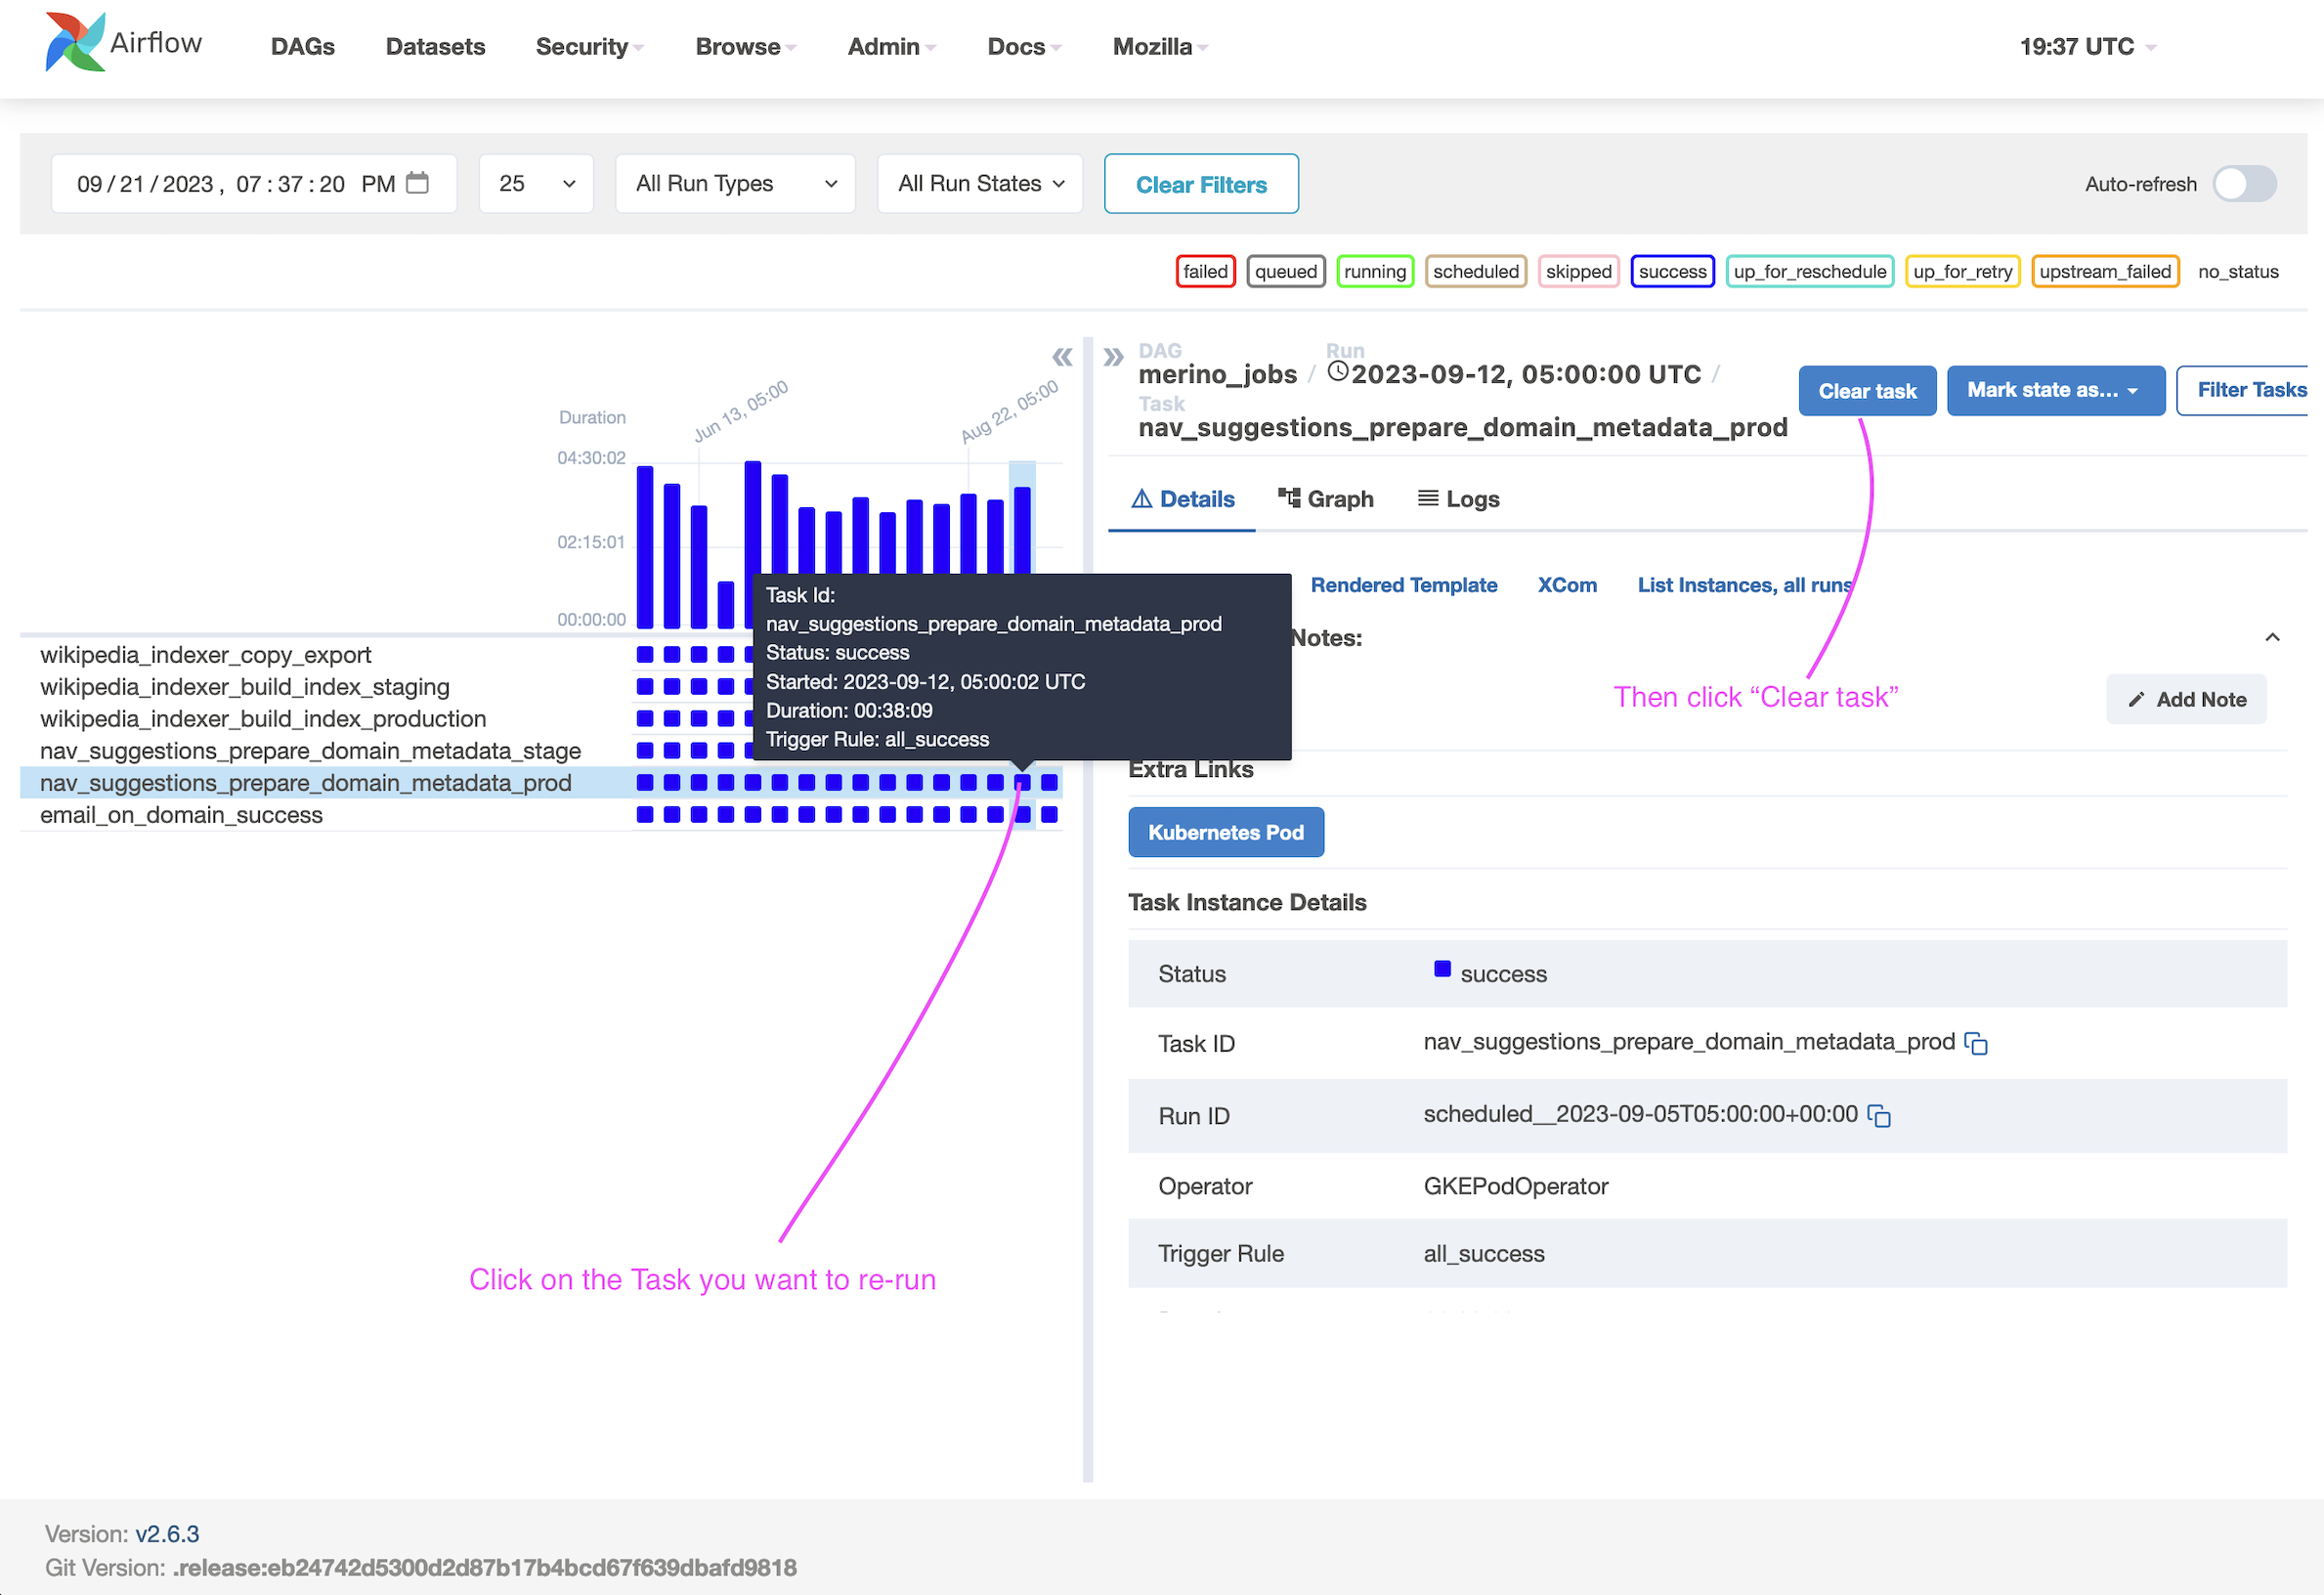 Airflow
DAGs Datasets Security Browse Admin Docs Mozilla
19:37 UTC
09/21/2023, 07:37:20 PM
25
All Run Types
All Run States
Clear Filters
Auto-refresh
failed queued running scheduled skipped success up_for_reschedule up_for_retry upstream_failed no_status
Jun 13, 05:00
Aug 22, 05:00
Duration
04:30:02
02:15:01
00:00:00
wikipedia_indexer_copy_export
wikipedia_indexer_build_index_staging
wikipedia_indexer_build_index_production
nav_suggestions_prepare_domain_metadata_stage
nav_suggestions_prepare_domain_metadata_prod
email_on_domain_success
Task Id:
nav_suggestions_prepare_domain_metadata_prod
Status: success
Started: 2023-09-12, 05:00:02 UTC
Duration: 00:38:09
Trigger Rule: all_success
Click on the Task you want to re-run
DAG
merino_jobs /
Run
2023-09-12, 05:00:00 UTC /
Task
nav_suggestions_prepare_domain_metadata_prod
Clear task
Mark state as...
Filter Tasks
Details Graph Logs
Rendered Template XCom List Instances, all runs
Notes:
Then click “Clear task”
Add Note
Extra Links
Kubernetes Pod
Task Instance Details
Status success
Task ID nav_suggestions_prepare_domain_metadata_prod
Run ID scheduled__2023-09-05T05:00:00+00:00
Operator GKEPodOperator
Trigger Rule all_success
Version: v2.6.3
Git Version: .release:eb24742d5300d2d87b17b4bcd67f639dbafd9818